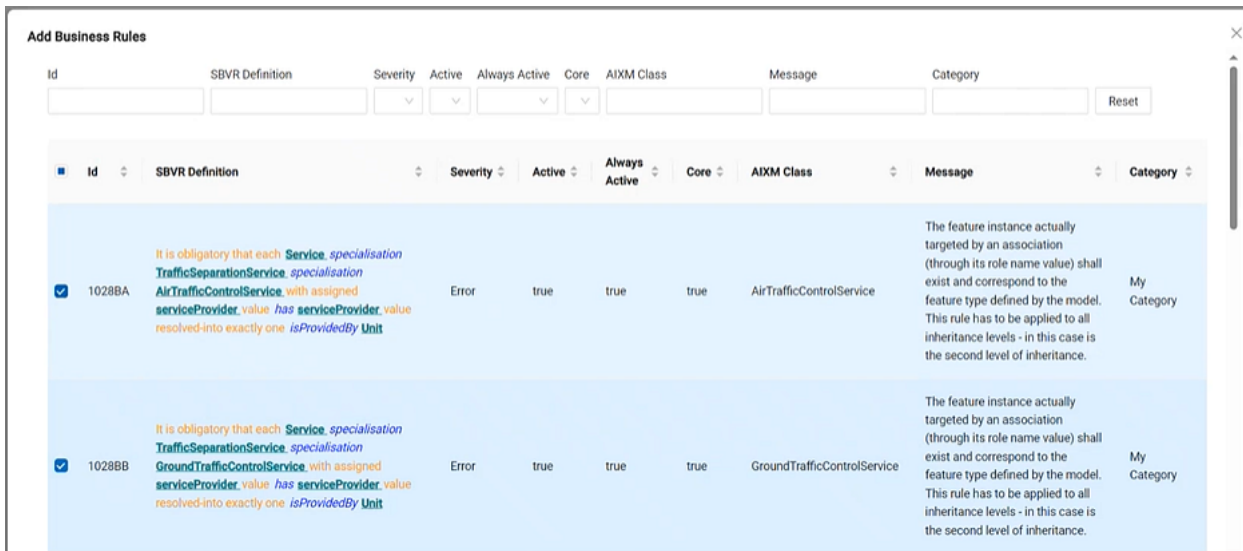 Add Business Rules
Id SBVR Definition Severity Active Always Active Core AIXM Class Message Category
Reset
Id SBVR Definition Severity Active Always Active Core AIXM Class Message Category
1028BA
It is obligatory that each Service specialisation
TrafficSeparationService specialisation
AirTrafficControlService with assigned
serviceProvider value has serviceProvider value
resolved-into exactly one isProvidedBy Unit
Error
true
true
true
AirTrafficControlService
The feature instance actually
targeted by an association
(through its role name value) shall
exist and correspond to the
feature type defined by the model.
This rule has to be applied to all
inheritance levels - in this case is
the second level of inheritance.
My
Category
1028BB
It is obligatory that each Service specialisation
TrafficSeparationService specialisation
GroundTrafficControlService with assigned
serviceProvider value has serviceProvider value
resolved-into exactly one isProvidedBy Unit
Error
true
true
true
GroundTrafficControlService
The feature instance actually
targeted by an association
(through its role name value) shall
exist and correspond to the
feature type defined by the model.
This rule has to be applied to all
inheritance levels - in this case is
the second level of inheritance.
My
Category